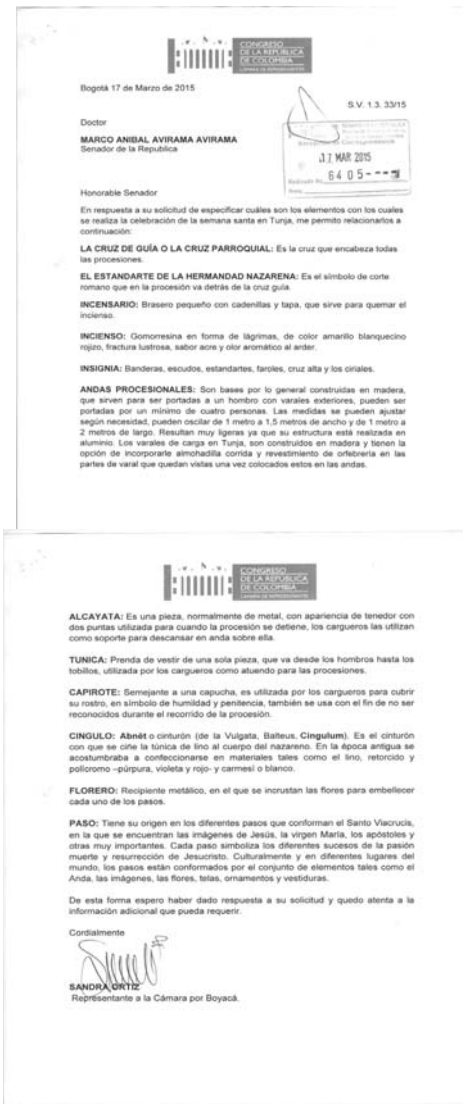 CONGRESO
DE LA REPÚBLICA
DE COLOMBIA
CÁMARA DE REPRESENTANTES
Bogotá 17 de Marzo de 2015
S.V. 1.3. 33/15
Doctor
MARCO ANIBAL AVIRAMA AVIRAMA
Senador de la Republica
17 MAR 2015
6405
Honorable Senador
En respuesta a su solicitud de especificar cuáles son los elementos con los cuales
se realiza la celebración de la semana santa en Tunja, me permito relacionarlos a
continuación:
LA CRUZ DE GUÍA O LA CRUZ PARROQUIAL: Es la cruz que encabeza todas
las procesiones.
EL ESTANDARTE DE LA HERMANDAD NAZARENA: Es el símbolo de corte
romano que en la procesión va detrás de la cruz guía.
INCENSARIO: Brasero pequeño con cadenillas y tapa, que sirve para quemar el
incienso.
INCIENSO: Gomorresina en forma de lágrimas, de color amarillo blanquecino
rojizo, fractura lustrosa, sabor acre y olor aromático al arder.
INSIGNIA: Banderas, escudos, estandartes, faroles, cruz alta y los ciriales.
ANDAS PROCESIONALES: Son bases por lo general construidas en madera,
que sirven para ser portadas a un hombro con varales exteriores, pueden ser
portadas por un mínimo de cuatro personas. Las medidas se pueden ajustar
según necesidad, pueden oscilar de 1 metro a 1,5 metros de ancho y de 1 metro a
2 metros de largo. Resultan muy ligeras ya que su estructura está realizada en
aluminio. Los varales de carga en Tunja, son construidos en madera y tienen la
opción de incorporarle almohadilla corrida y revestimiento de orfebrería en las
partes de varal que quedan vistas una vez colocados estos en las andas.
CONGRESO
DE LA REPÚBLICA
DE COLOMBIA
CÁMARA DE REPRESENTANTES
ALCAYATA: Es una pieza, normalmente de metal, con apariencia de tenedor con
dos puntas utilizada para cuando la procesión se detiene, los cargueros las utilizan
como soporte para descansar en anda sobre ella.
TUNICA: Prenda de vestir de una sola pieza, que va desde los hombros hasta los
tobillos, utilizada por los cargueros como atuendo para las procesiones.
CAPIROTE: Semejante a una capucha, es utilizada por los cargueros para cubrir
su rostro, en símbolo de humildad y penitencia, también se usa con el fin de no ser
reconocidos durante el recorrido de la procesión.
CINGULO: Abnét o cinturón (de la Vulgata, Balteus, Cingulum). Es el cinturón
con que se ciñe la túnica de lino al cuerpo del nazareno. En la época antigua se
acostumbraba a confeccionarse en materiales tales como el lino, retorcido y
polícromo –púrpura, violeta y rojo- y carmesí o blanco.
FLORERO: Recipiente metálico, en el que se incrustan las flores para embellecer
cada uno de los pasos.
PASO: Tiene su origen en los diferentes pasos que conforman el Santo Viacrucis,
en la que se encuentran las imágenes de Jesús, la virgen María, los apóstoles y
otras muy importantes. Cada paso simboliza los diferentes sucesos de la pasión
muerte y resurrección de Jesucristo. Culturalmente y en diferentes lugares del
mundo, los pasos están conformados por el conjunto de elementos tales como el
Anda, las imágenes, las flores, telas, ornamentos y vestiduras.
De esta forma espero haber dado respuesta a su solicitud y quedo atenta a la
información adicional que pueda requerir.
Cordialmente
SANDRA ORTIZ
Representante a la Cámara por Boyacá.